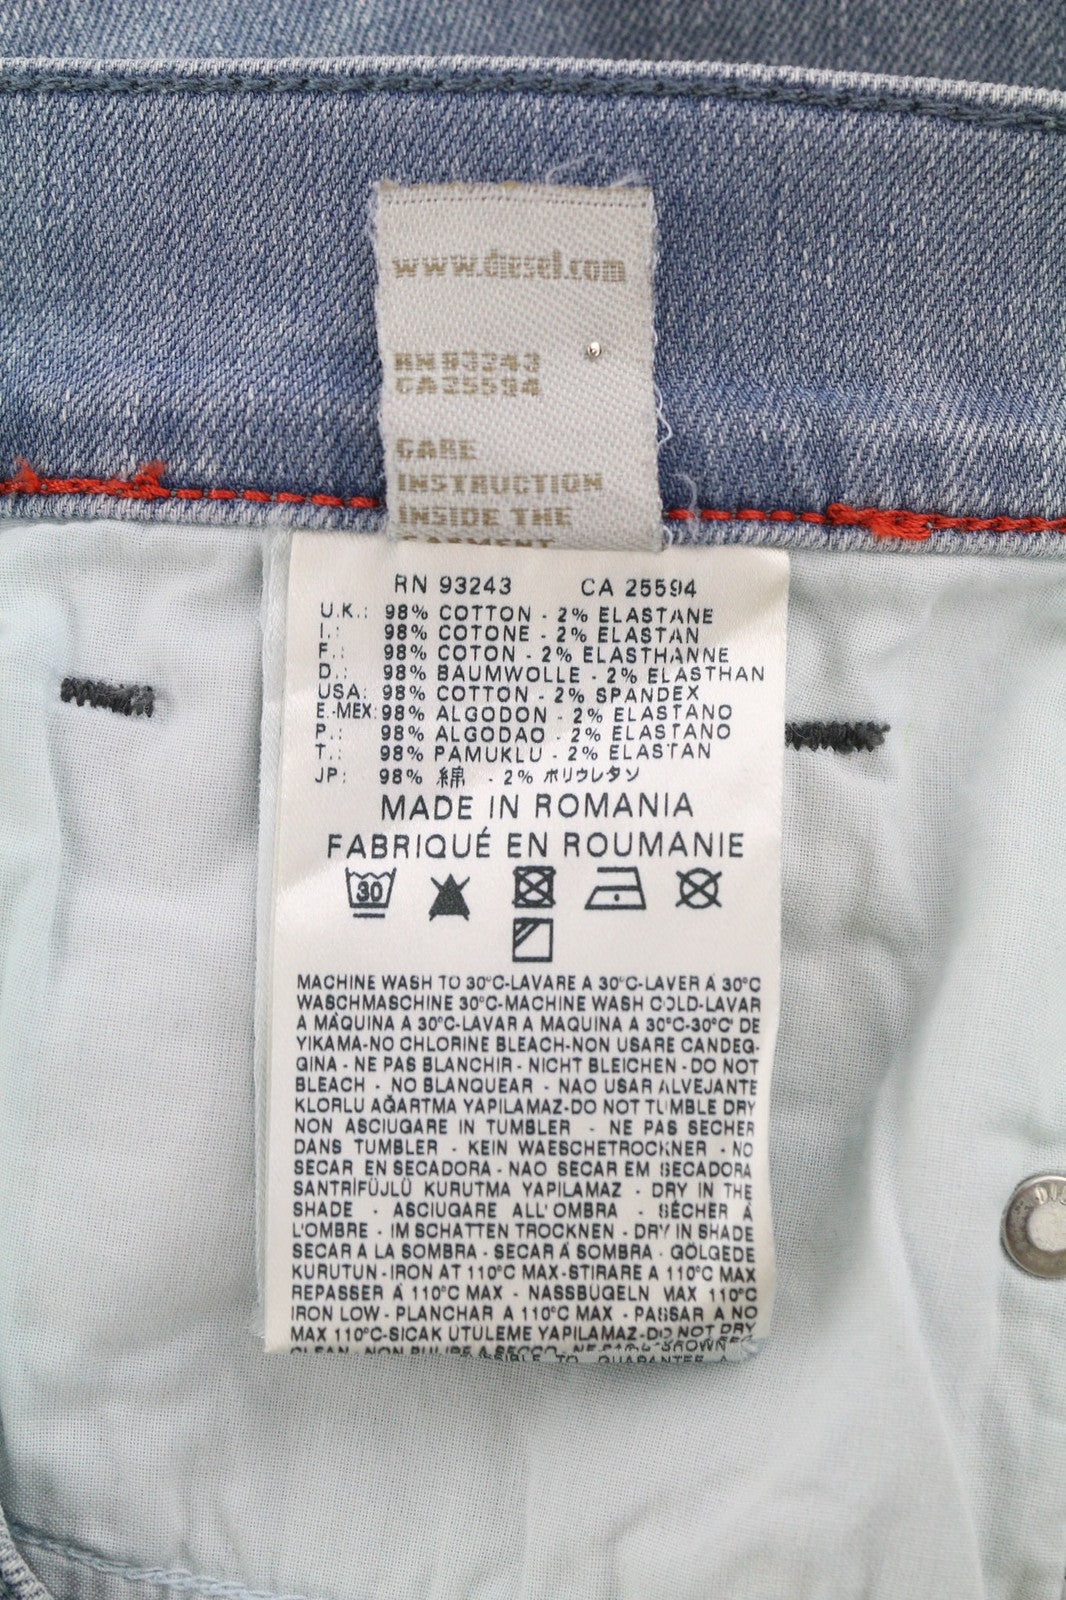 www.diesel.com
RN 93243
CA 25594
CARE
INSTRUCTION
INSIDE THE
GARMENT
RN 93243 CA 25594
U.K.: 98% COTTON - 2% ELASTANE
I.: 98% COTONE - 2% ELASTAN
F.: 98% COTON - 2% ELASTHANNE
D.: 98% BAUMWOLLE - 2% ELASTHAN
USA: 98% COTTON - 2% SPANDEX
E.-MEX: 98% ALGODON - 2% ELASTANO
P.: 98% ALGODAO - 2% ELASTANO
T.: 98% PAMUKLU - 2% ELASTAN
JP: 98% 綿 - 2% ポリウレタン
MADE IN ROMANIA
FABRIQUÉ EN ROUMANIE
30
MACHINE WASH TO 30°C-LAVARE A 30°C-LAVER A 30°C
WASCHMASCHINE 30°C-MACHINE WASH COLD-LAVAR
A MAQUINA A 30°C-LAVAR A MAQUINA A 30°C-30°C' DE
YIKAMA-NO CHLORINE BLEACH-NON USARE CANDEG-
GINA - NE PAS BLANCHIR - NICHT BLEICHEN - DO NOT
BLEACH - NO BLANQUEAR - NAO USAR ALVEJANTE
KLORLU AĞARTMA YAPILAMAZ-DO NOT TUMBLE DRY
NON ASCIUGARE IN TUMBLER - NE PAS SECHER
DANS TUMBLER - KEIN WAESCHETROCKNER - NO
SECAR EN SECADORA - NAO SECAR EM SECADORA
SANTRİFÜJLÜ KURUTMA YAPILAMAZ - DRY IN THE
SHADE - ASCIUGARE ALL'OMBRA - SÉCHER À
L'OMBRE - IM SCHATTEN TROCKNEN - DRY IN SHADE
SECAR A LA SOMBRA - SECAR Á SOMBRA - GÖLGEDE
KURUTUN - IRON AT 110°C MAX-STIRARE A 110°C MAX
REPASSER À 110°C MAX - NASSBÜGELN MAX 110°C
IRON LOW - PLANCHAR A 110°C MAX - PASSAR A NO
MAX 110°C-SICAK UTULEME YAPILAMAZ-DO NOT DRY
CLEAN - NON PULIRE A SECCO
TO GUARANTEE A